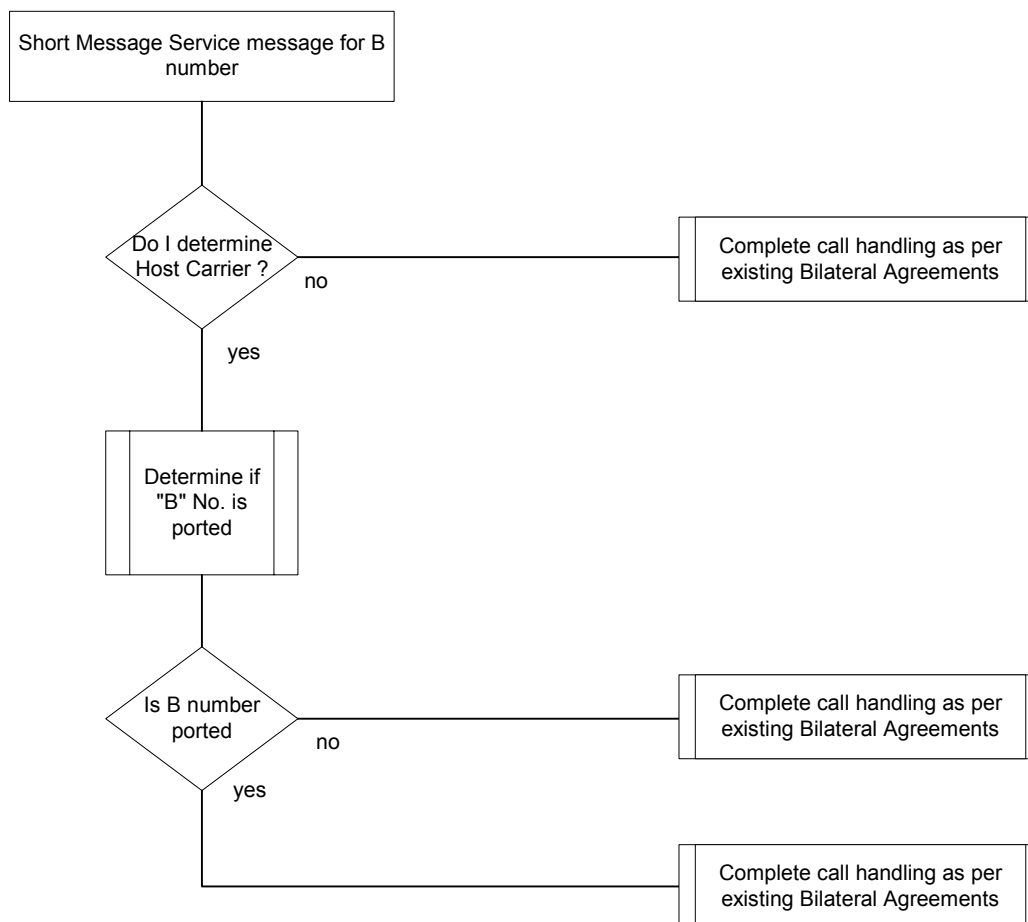 Short Message Service message for B
number
Do I determine
Host Carrier ?
no
Complete call handling as per
existing Bilateral Agreements
yes
Determine if
"B" No. is
ported
Is B number
ported
no
Complete call handling as per
existing Bilateral Agreements
yes
Complete call handling as per
existing Bilateral Agreements